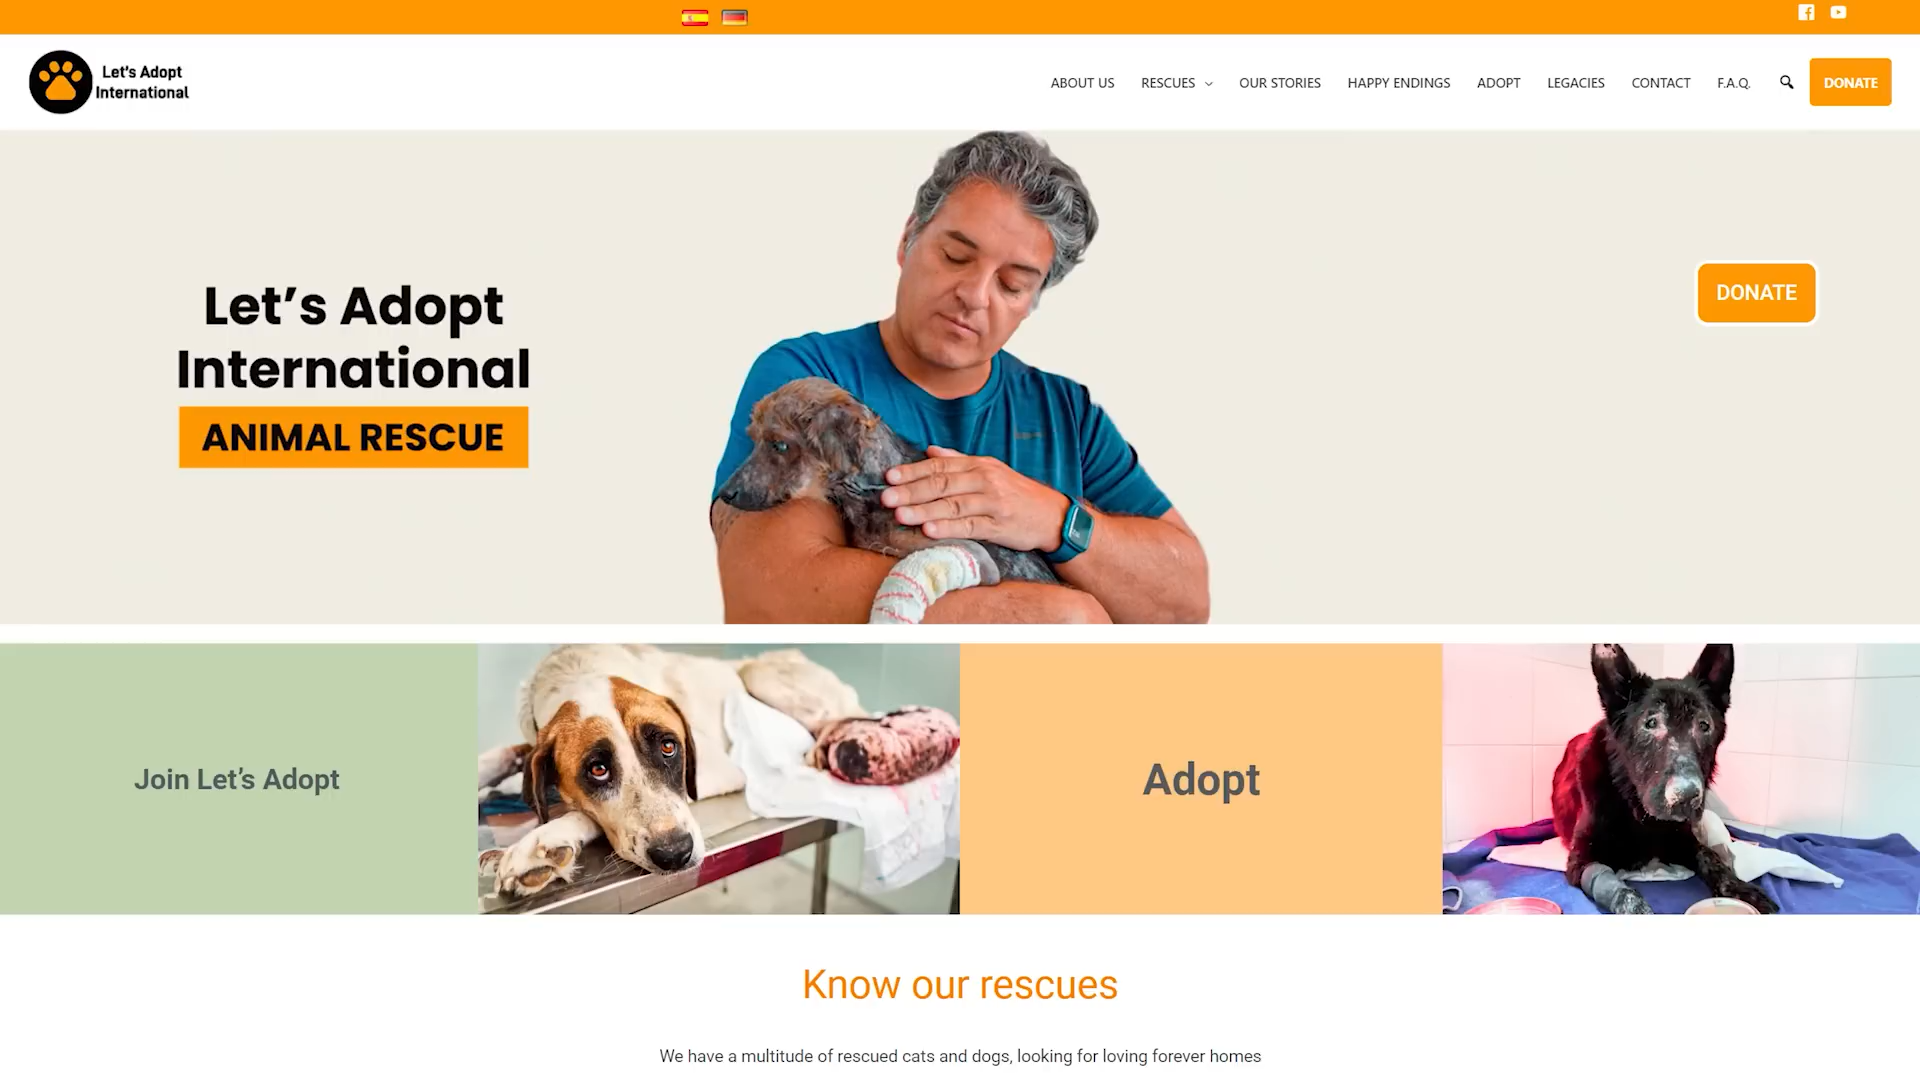 Let's Adopt
International
ABOUT US
RESCUES
OUR STORIES
HAPPY ENDINGS
ADOPT
LEGACIES
CONTACT
F.A.Q.
DONATE
Let’s Adopt
International
ANIMAL RESCUE
DONATE
Join Let’s Adopt
Adopt
Know our rescues
We have a multitude of rescued cats and dogs, looking for loving forever homes